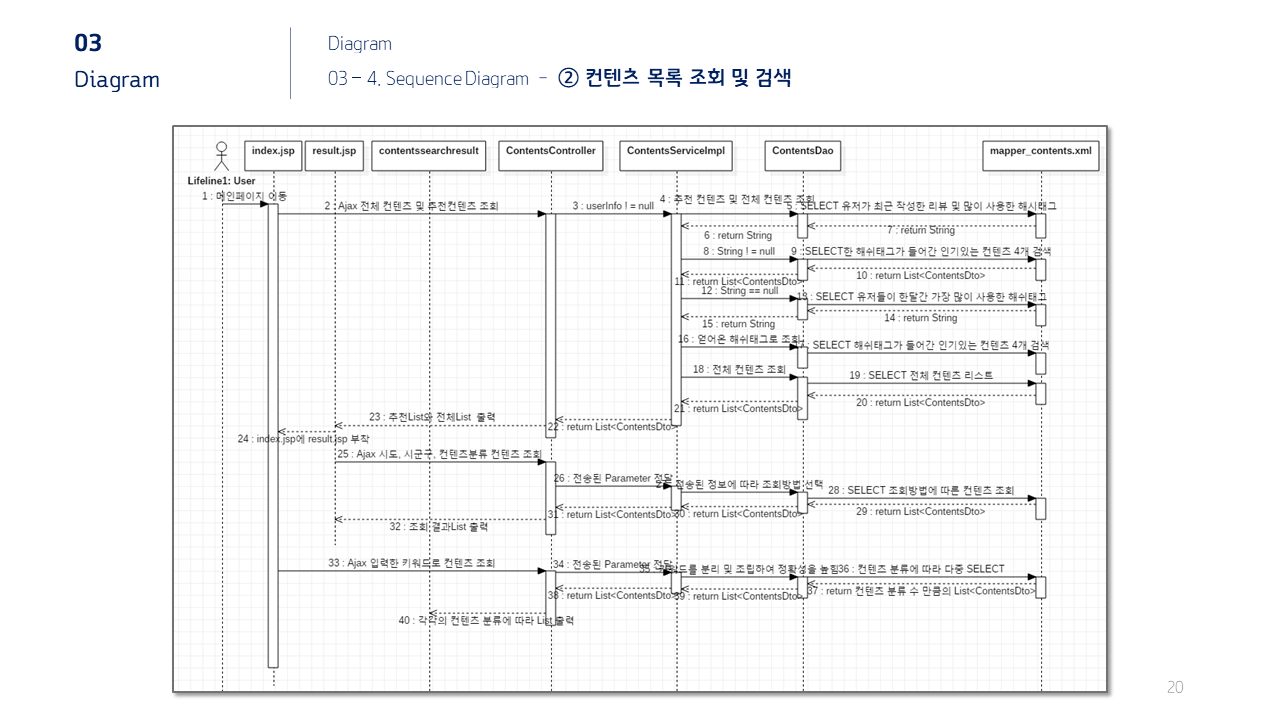 03
Diagram
Diagram
03 – 4. Sequence Diagram – ② 컨텐츠 목록 조회 및 검색
index.jsp
result.jsp
contentssearchresult
ContentsController
ContentsServiceImpl
ContentsDao
mapper_contents.xml
Lifeline1: User
1 : 메인페이지 이동
2 : Ajax 전체 컨텐츠 및 추천컨텐츠 조회
3 : userInfo ! = null
4 : 추천 컨텐츠 및 전체 컨텐츠 조회
5 : SELECT 유저가 최근 작성한 리뷰 및 많이 사용한 해시태그
6 : return String
7 : return String
8 : String ! = null
9 : SELECT한 해쉬태그가 들어간 인기있는 컨텐츠 4개 검색
10 : return List<ContentsDto>
11 : return List<ContentsDto>
12 : String == null
13 : SELECT 유저들이 한달간 가장 많이 사용한 해쉬태그
14 : return String
15 : return String
16 : 얻어온 해쉬태그로 조회
: SELECT 해쉬태그가 들어간 인기있는 컨텐츠 4개 검색
18 : 전체 컨텐츠 조회
19 : SELECT 전체 컨텐츠 리스트
20 : return List<ContentsDto>
21 : return List<ContentsDto>
22 : return List<ContentsDto>
23 : 추천List와 전체List 출력
24 : index.jsp에 result.jsp 부착
25 : Ajax 시도, 시군구, 컨텐츠분류 컨텐츠 조회
26 : 전송된 Parameter 전달
전송된 정보에 따라 조회방법 선택
28 : SELECT 조회방법에 따른 컨텐츠 조회
29 : return List<ContentsDto>
30 : return List<ContentsDto>
31 : return List<ContentsDto>
32 : 조회 결과List 출력
33 : Ajax 입력한 키워드로 컨텐츠 조회
34 : 전송된 Parameter 전달
35 : 키워드를 분리 및 조립하여 정확성을 높힘
36 : 컨텐츠 분류에 따라 다중 SELECT
37 : return 컨텐츠 분류 수 만큼의 List<ContentsDto>
38 : return List<ContentsDto>
39 : return List<ContentsDto>
40 : 각각의 컨텐츠 분류에 따라 List 출력
20